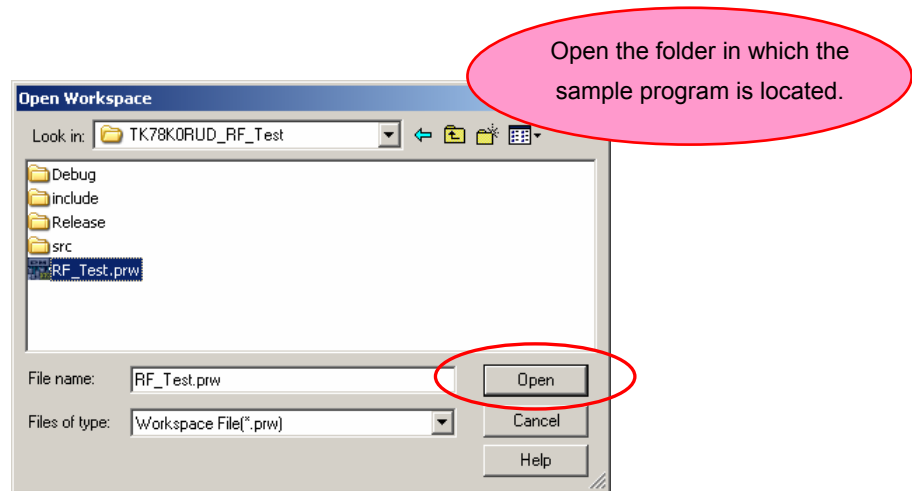 Open the folder in which the
sample program is located.
Open Workspace
Look in: TK78K0RUD_RF_Test
Debug
include
Release
src
RF_Test.prw
File name: RF_Test.prw Open
Files of type: Workspace File(*.prw) Cancel
Help